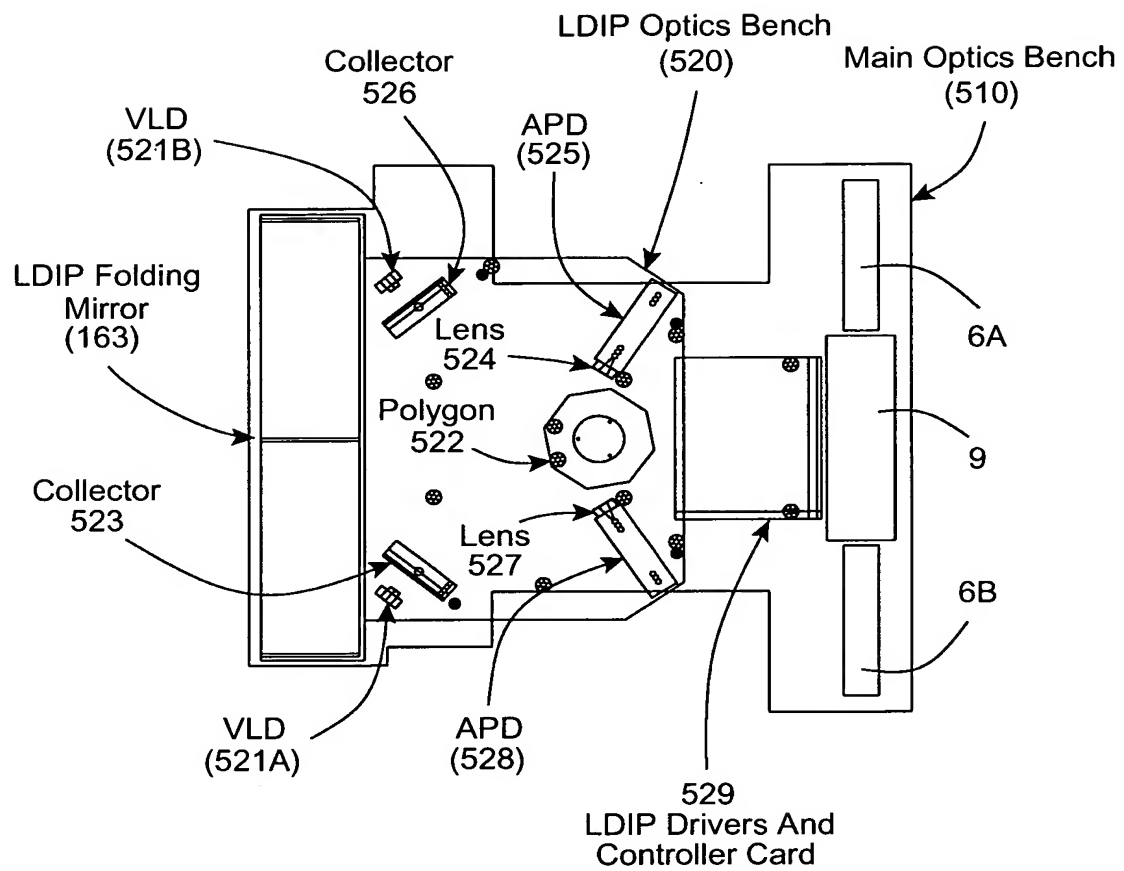 LDIP Optics Bench
(520)
Main Optics Bench
(510)
Collector
526
VLD
(521B)
APD
(525)
LDIP Folding
Mirror
(163)
Lens
524
6A
Polygon
522
9
Collector
523
Lens
527
6B
VLD
(521A)
APD
(528)
529
LDIP Drivers And
Controller Card